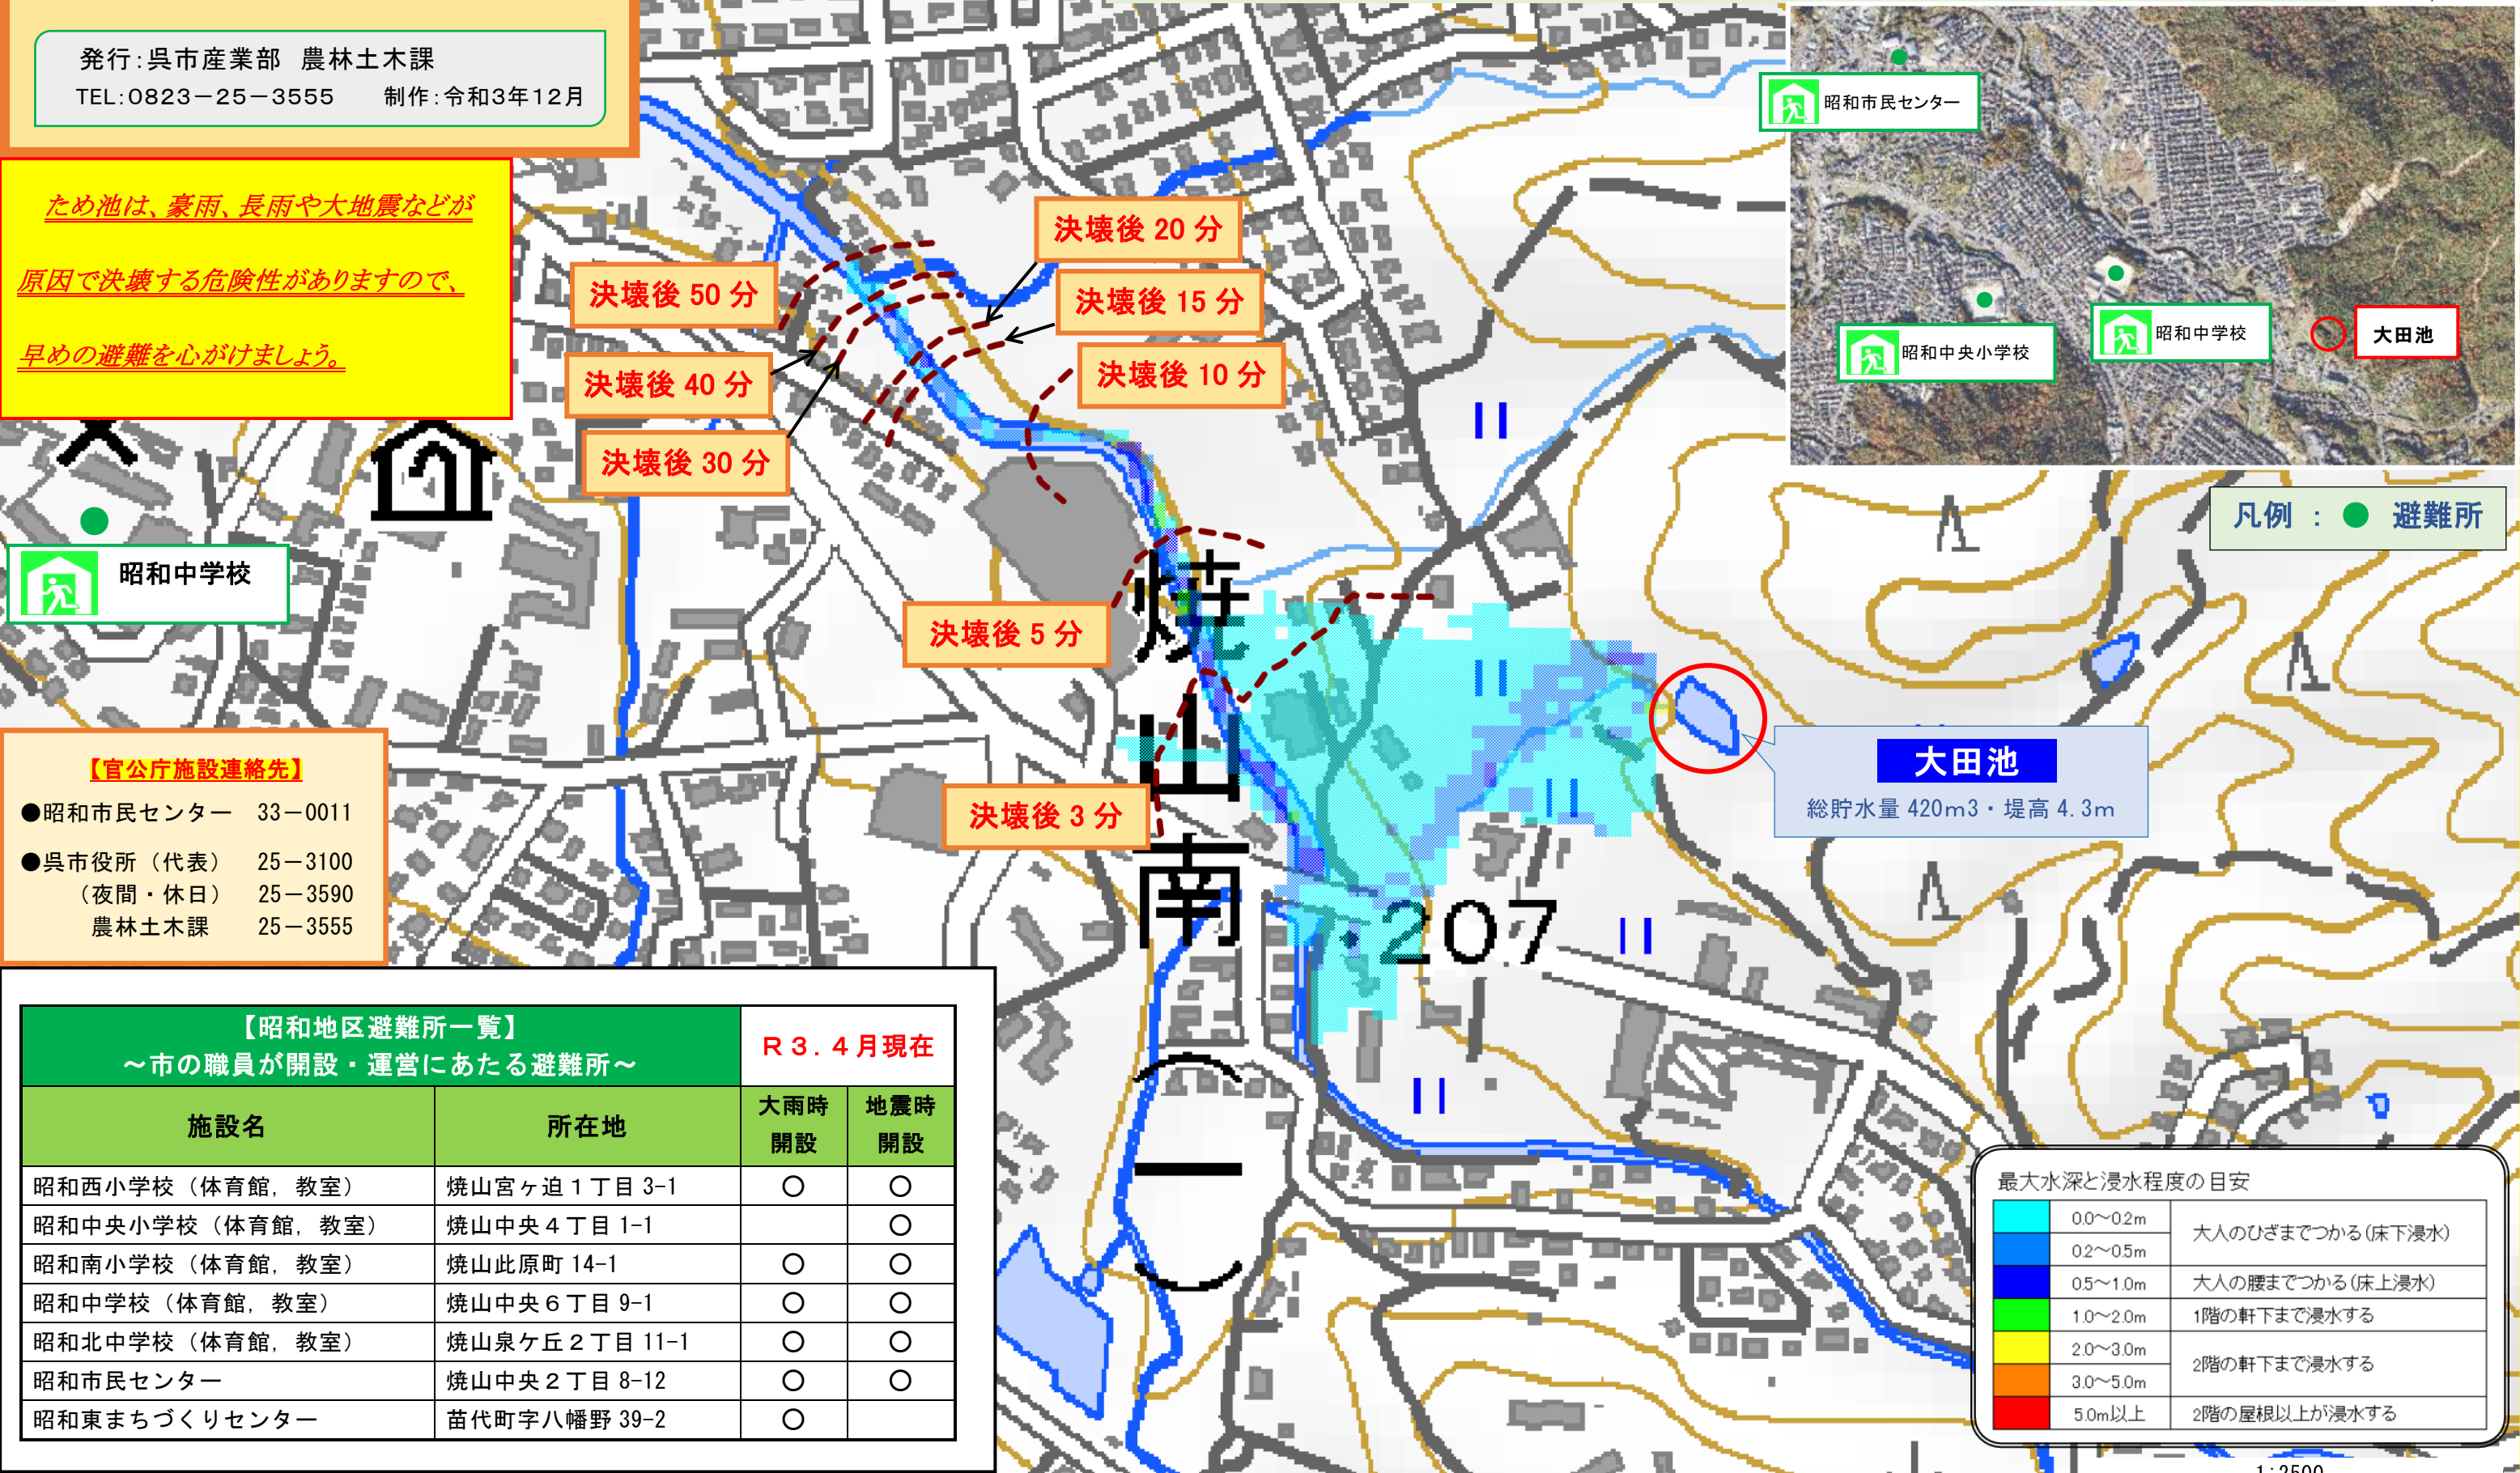 発行：呉市産業部 農林土木課
TEL：0823－25－3555 制作：令和3年12月
ため池は、豪雨、長雨や大地震などが
原因で決壊する危険性がありますので、
早めの避難を心がけましょう。
昭和市民センター
昭和中央小学校
昭和中学校
大田池
凡例 ： ● 避難所
決壊後 20 分
決壊後 15 分
決壊後 10 分
決壊後 50 分
決壊後 40 分
決壊後 30 分
決壊後 5 分
決壊後 3 分
昭和中学校
焼山南（一）
207
大田池
総貯水量 420m3・堤高 4.3m
【官公庁施設連絡先】
●昭和市民センター 33－0011
●呉市役所（代表） 25－3100
（夜間・休日） 25－3590
農林土木課 25－3555
【昭和地区避難所一覧】
～市の職員が開設・運営にあたる避難所～
Ｒ３.４月現在
施設名 所在地 大雨時開設 地震時開設
昭和西小学校（体育館，教室） 焼山宮ヶ迫１丁目 3-1 〇 〇
昭和中央小学校（体育館，教室） 焼山中央４丁目 1-1 〇
昭和南小学校（体育館，教室） 焼山此原町 14-1 〇 〇
昭和中学校（体育館，教室） 焼山中央６丁目 9-1 〇 〇
昭和北中学校（体育館，教室） 焼山泉ケ丘２丁目 11-1 〇 〇
昭和市民センター 焼山中央２丁目 8-12 〇 〇
昭和東まちづくりセンター 苗代町字八幡野 39-2 〇
最大水深と浸水程度の目安
0.0～0.2m 大人のひざまでつかる（床下浸水）
0.2～0.5m
0.5～1.0m 大人の腰までつかる（床上浸水）
1.0～2.0m 1階の軒下まで浸水する
2.0～3.0m 2階の軒下まで浸水する
3.0～5.0m
5.0m以上 2階の屋根以上が浸水する
1:2500